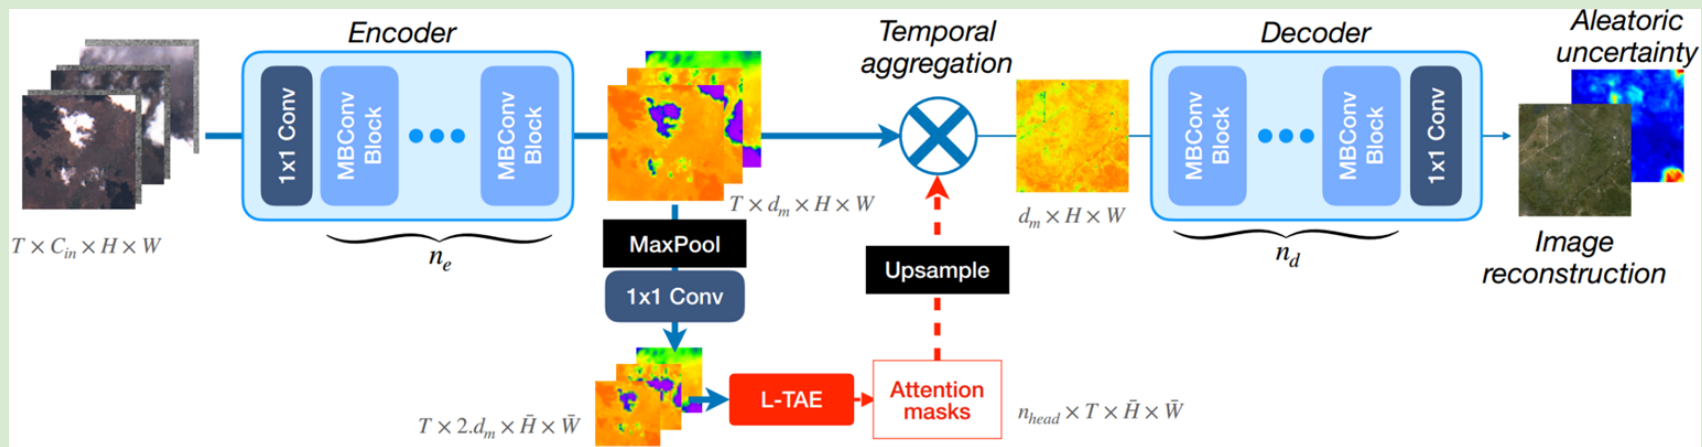 Encoder
Temporal
aggregation
Decoder
Aleatoric
uncertainty
1x1 Conv
MBConv
Block
MBConv
Block
MBConv
Block
MBConv
Block
1x1 Conv
T × C_in × H × W
n_e
T × d_m × H × W
d_m × H × W
n_d
Image
reconstruction
MaxPool
1x1 Conv
Upsample
T × 2.d_m × H̄ × W̄
L-TAE
Attention
masks
n_head × T × H̄ × W̄